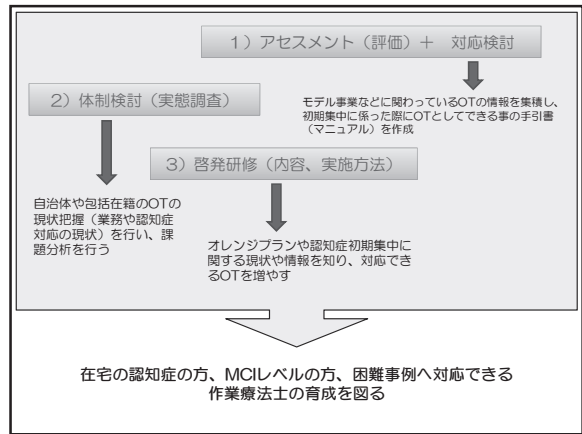 1）アセスメント（評価）＋　対応検討
モデル事業などに関わっているOTの情報を集積し、
初期集中に係った際にOTとしてできる事の手引書
（マニュアル）を作成
2）体制検討（実態調査）
自治体や包括在籍のOTの
現状把握（業務や認知症
対応の現状）を行い、課
題分析を行う
3）啓発研修（内容、実施方法）
オレンジプランや認知症初期集中に
関する現状や情報を知り、対応でき
るOTを増やす
在宅の認知症の方、MCIレベルの方、困難事例へ対応できる
作業療法士の育成を図る